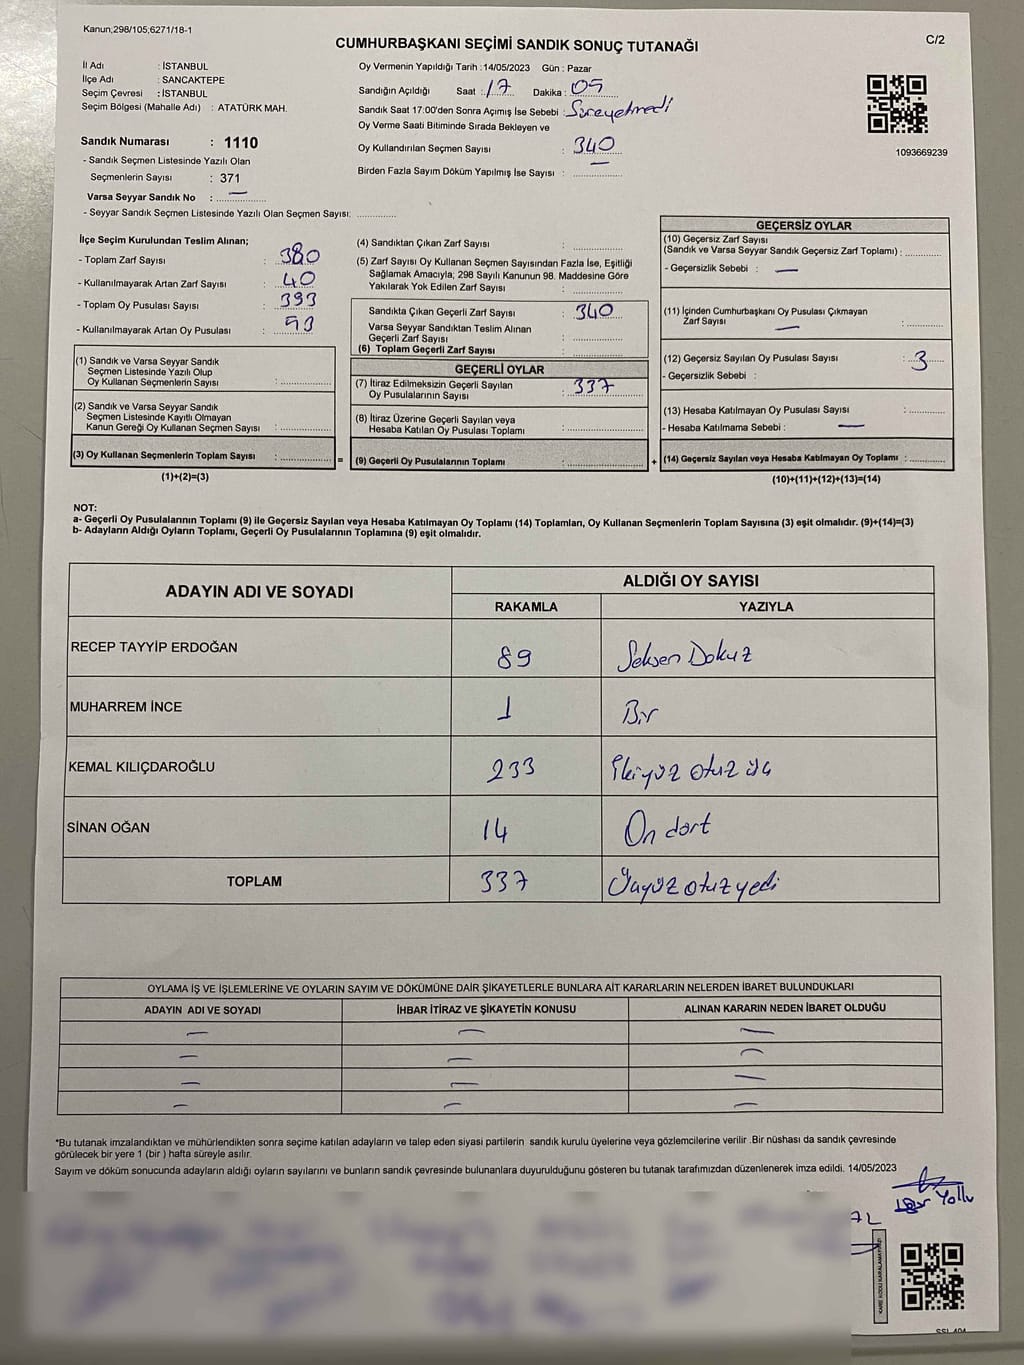 Kanun;298/105;6271/18-1
C/2
CUMHURBAŞKANI SEÇİMİ SANDIK SONUÇ TUTANAĞI
İl Adı : İSTANBUL
İlçe Adı : SANCAKTEPE
Seçim Çevresi : İSTANBUL
Seçim Bölgesi (Mahalle Adı) : ATATÜRK MAH.
Sandık Numarası : 1110
- Sandık Seçmen Listesinde Yazılı Olan
Seçmenlerin Sayısı : 371
Varsa Seyyar Sandık No : —
- Seyyar Sandık Seçmen Listesinde Yazılı Olan Seçmen Sayısı: ............
Oy Vermenin Yapıldığı Tarih :14/05/2023 Gün : Pazar
Sandığın Açıldığı Saat : 17 Dakika : 05
Sandık Saat 17:00'den Sonra Açımış İse Sebebi :
Oy Verme Saati Bitiminde Sırada Bekleyen ve
Oy Kullandırılan Seçmen Sayısı : 340
Birden Fazla Sayım Döküm Yapılmış İse Sayısı : —
1093669239
İlçe Seçim Kurulundan Teslim Alınan;
- Toplam Zarf Sayısı : 380
- Kullanılmayarak Artan Zarf Sayısı : 40
- Toplam Oy Pusulası Sayısı : 393
- Kullanılmayarak Artan Oy Pusulası : 53
(1) Sandık ve Varsa Seyyar Sandık
Seçmen Listesinde Yazılı Olup
Oy Kullanan Seçmenlerin Sayısı : ............
(2) Sandık ve Varsa Seyyar Sandık
Seçmen Listesinde Kayıtlı Olmayan
Kanun Gereği Oy Kullanan Seçmen Sayısı : ............
(3) Oy Kullanan Seçmenlerin Toplam Sayısı : ............ =
(1)+(2)=(3)
(4) Sandıktan Çıkan Zarf Sayısı : ............
(5) Zarf Sayısı Oy Kullanan Seçmen Sayısından Fazla İse, Eşitliği
Sağlamak Amacıyla; 298 Sayılı Kanunun 98. Maddesine Göre
Yakılarak Yok Edilen Zarf Sayısı : ............
Sandıkta Çıkan Geçerli Zarf Sayısı : 340
Varsa Seyyar Sandıktan Teslim Alınan
Geçerli Zarf Sayısı : ............
(6) Toplam Geçerli Zarf Sayısı : ............
GEÇERLİ OYLAR
(7) İtiraz Edilmeksizin Geçerli Sayılan
Oy Pusulalarının Sayısı : 337
(8) İtiraz Üzerine Geçerli Sayılan veya
Hesaba Katılan Oy Pusulası Toplamı : ............
(9) Geçerli Oy Pusulalarının Toplamı : ............ +
GEÇERSİZ OYLAR
(10) Geçersiz Zarf Sayısı
(Sandık ve Varsa Seyyar Sandık Geçersiz Zarf Toplamı) : ............
- Geçersizlik Sebebi : —
(11) İçinden Cumhurbaşkanı Oy Pusulası Çıkmayan
Zarf Sayısı — : ............
(12) Geçersiz Sayılan Oy Pusulası Sayısı : 3
- Geçersizlik Sebebi :
(13) Hesaba Katılmayan Oy Pusulası Sayısı : ............
- Hesaba Katılmama Sebebi : —
(14) Geçersiz Sayılan veya Hesaba Katılmayan Oy Toplamı : ............
(10)+(11)+(12)+(13)=(14)
NOT:
a- Geçerli Oy Pusulalarının Toplamı (9) ile Geçersiz Sayılan veya Hesaba Katılmayan Oy Toplamı (14) Toplamları, Oy Kullanan Seçmenlerin Toplam Sayısına (3) eşit olmalıdır. (9)+(14)=(3)
b- Adayların Aldığı Oyların Toplamı, Geçerli Oy Pusulalarının Toplamına (9) eşit olmalıdır.
ADAYIN ADI VE SOYADI ALDIĞI OY SAYISI
RAKAMLA YAZIYLA
RECEP TAYYİP ERDOĞAN 89 Seksen Dokuz
MUHARREM İNCE 1 Bir
KEMAL KILIÇDAROĞLU 233 İkiyüz otuz üç
SİNAN OĞAN 14 On dört
TOPLAM 337 Üçyüz otuz yedi
OYLAMA İŞ VE İŞLEMLERİNE VE OYLARIN SAYIM VE DÖKÜMÜNE DAİR ŞİKAYETLERLE BUNLARA AİT KARARLARIN NELERDEN İBARET BULUNDUKLARI
ADAYIN ADI VE SOYADI İHBAR İTİRAZ VE ŞİKAYETİN KONUSU ALINAN KARARIN NEDEN İBARET OLDUĞU
— — —
— — —
— — —
— — —
*Bu tutanak imzalandıktan ve mühürlendikten sonra seçime katılan adayların ve talep eden siyasi partilerin sandık kurulu üyelerine veya gözlemcilerine verilir .Bir nüshası da sandık çevresinde
görülecek bir yere 1 (bir ) hafta süreyle asılır.
Sayım ve döküm sonucunda adayların aldığı oyların sayılarını ve bunların sandık çevresinde bulunanlara duyurulduğunu gösteren bu tutanak tarafımızdan düzenlenerek imza edildi. 14/05/2023
Yollu